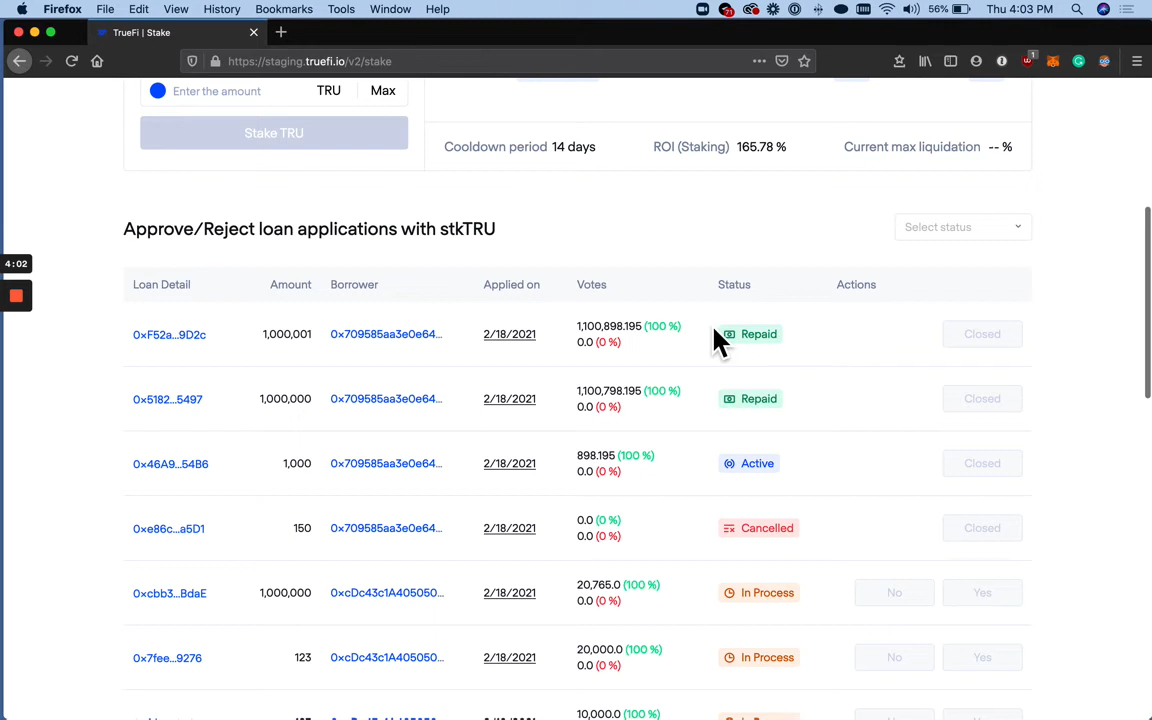 Firefox File Edit View History Bookmarks Tools Window Help 71 56% Thu 4:03 PM
TrueFi | Stake
https://staging.truefi.io/v2/stake 1
Enter the amount TRU Max
Stake TRU
Cooldown period 14 days ROI (Staking) 165.78 % Current max liquidation -- %
Approve/Reject loan applications with stkTRU Select status
4:02
Loan Detail Amount Borrower Applied on Votes Status Actions
0xF52a...9D2c 1,000,001 0x709585aa3e0e64... 2/18/2021 1,100,898.195 (100 %) Repaid Closed
0.0 (0 %)
0x5182...5497 1,000,000 0x709585aa3e0e64... 2/18/2021 1,100,798.195 (100 %) Repaid Closed
0.0 (0 %)
0x46A9...54B6 1,000 0x709585aa3e0e64... 2/18/2021 898.195 (100 %) Active Closed
0.0 (0 %)
0xe86c...a5D1 150 0x709585aa3e0e64... 2/18/2021 0.0 (0 %) Cancelled Closed
0.0 (0 %)
0xcbb3...BdaE 1,000,000 0xcDc43c1A405050... 2/18/2021 20,765.0 (100 %) In Process No Yes
0.0 (0 %)
0x7fee...9276 123 0xcDc43c1A405050... 2/18/2021 20,000.0 (100 %) In Process No Yes
0.0 (0 %)
10,000.0 (100 %)